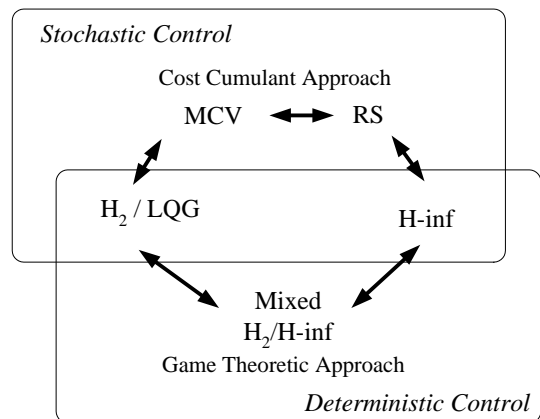 Stochastic Control
Cost Cumulant Approach
MCV RS
H₂ / LQG H-inf
Mixed
H₂/H-inf
Game Theoretic Approach
Deterministic Control